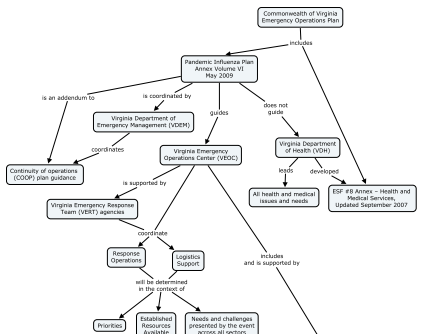 Commonwealth of Virginia
Emergency Operations Plan
includes
Pandemic Influenza Plan
Annex Volume VI
May 2009
is an addendum to
is coordinated by
guides
does not
guide
Virginia Department of
Emergency Management (VDEM)
coordinates
Virginia Emergency
Operations Center (VEOC)
Virginia Department
of Health (VDH)
Continuity of operations
(COOP) plan guidance
is supported by
leads
developed
All health and medical
issues and needs
ESF #8 Annex - Health and
Medical Services,
Updated September 2007
Virginia Emergency Response
Team (VERT) agencies
coordinate
Response
Operations
Logistics
Support
includes
and is supported by
will be determined
in the context of
Priorities
Established
Resources
Available
Needs and challenges
presented by the event
across all sectors